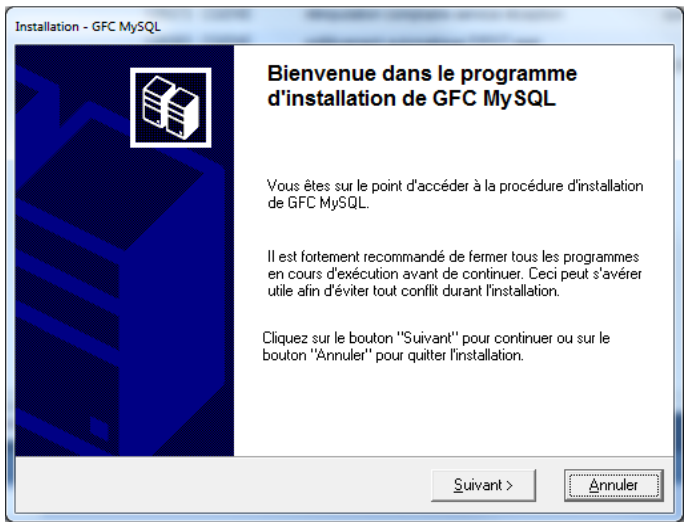 Installation - GFC MySQL
Bienvenue dans le programme
d'installation de GFC MySQL
Vous êtes sur le point d'accéder à la procédure d'installation
de GFC MySQL.
Il est fortement recommandé de fermer tous les programmes
en cours d'exécution avant de continuer. Ceci peut s'avérer
utile afin d'éviter tout conflit durant l'installation.
Cliquez sur le bouton "Suivant" pour continuer ou sur le
bouton "Annuler" pour quitter l'installation.
Suivant >
Annuler